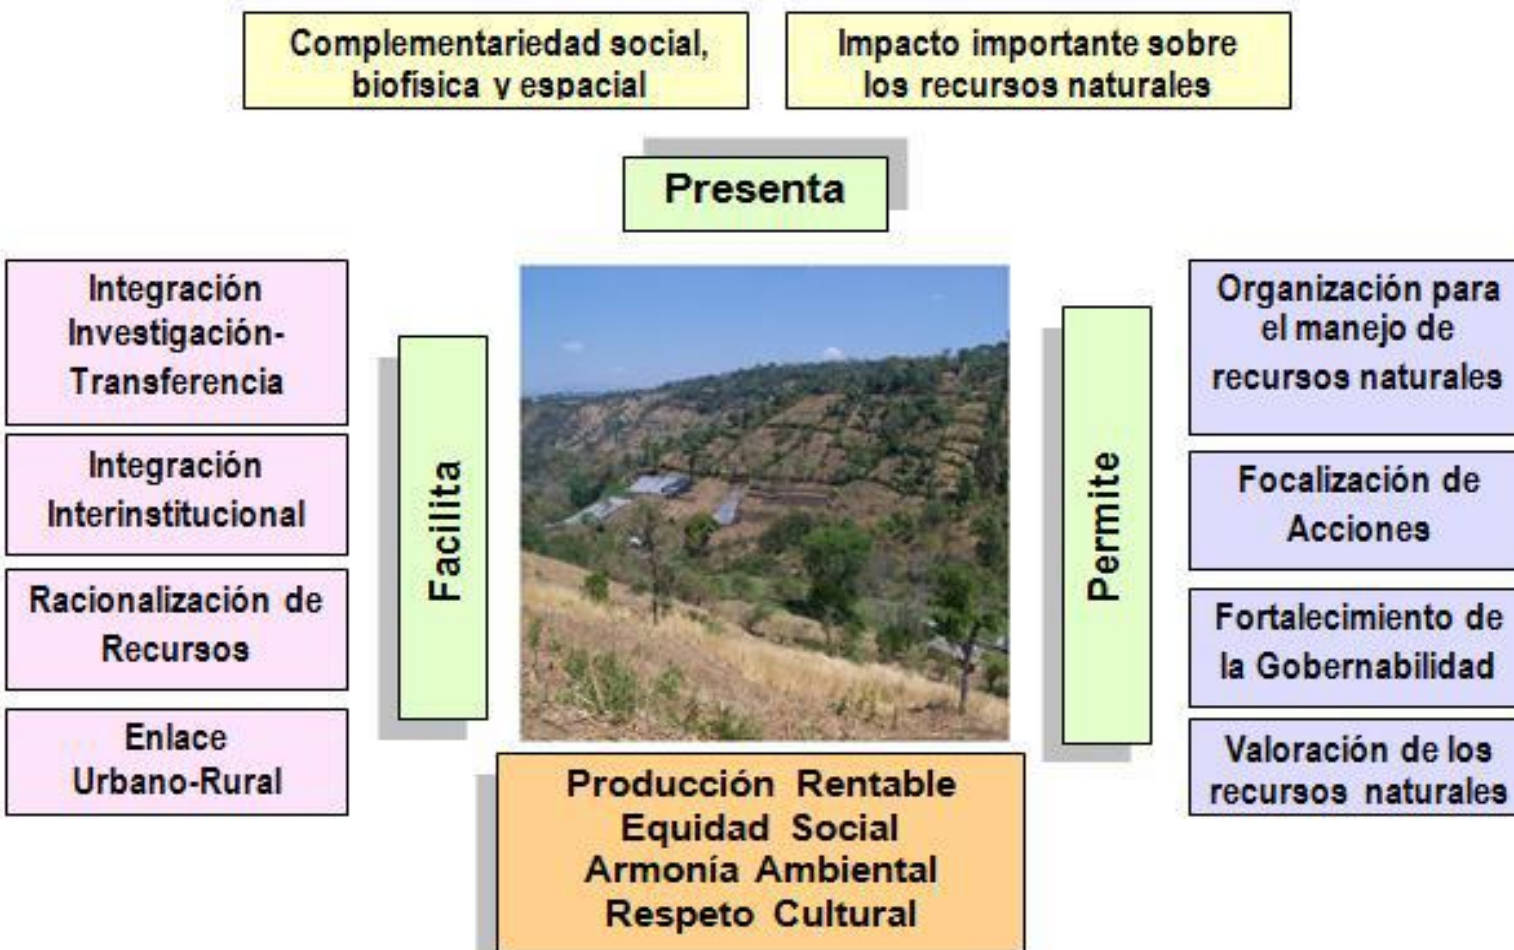 Complementariedad social,
biofísica y espacial
Impacto importante sobre
los recursos naturales
Presenta
Integración
Investigación-
Transferencia
Integración
Interinstitucional
Racionalización de
Recursos
Enlace
Urbano-Rural
Facilita
Permite
Organización para
el manejo de
recursos naturales
Focalización de
Acciones
Fortalecimiento de
la Gobernabilidad
Valoración de los
recursos naturales
Producción Rentable
Equidad Social
Armonía Ambiental
Respeto Cultural